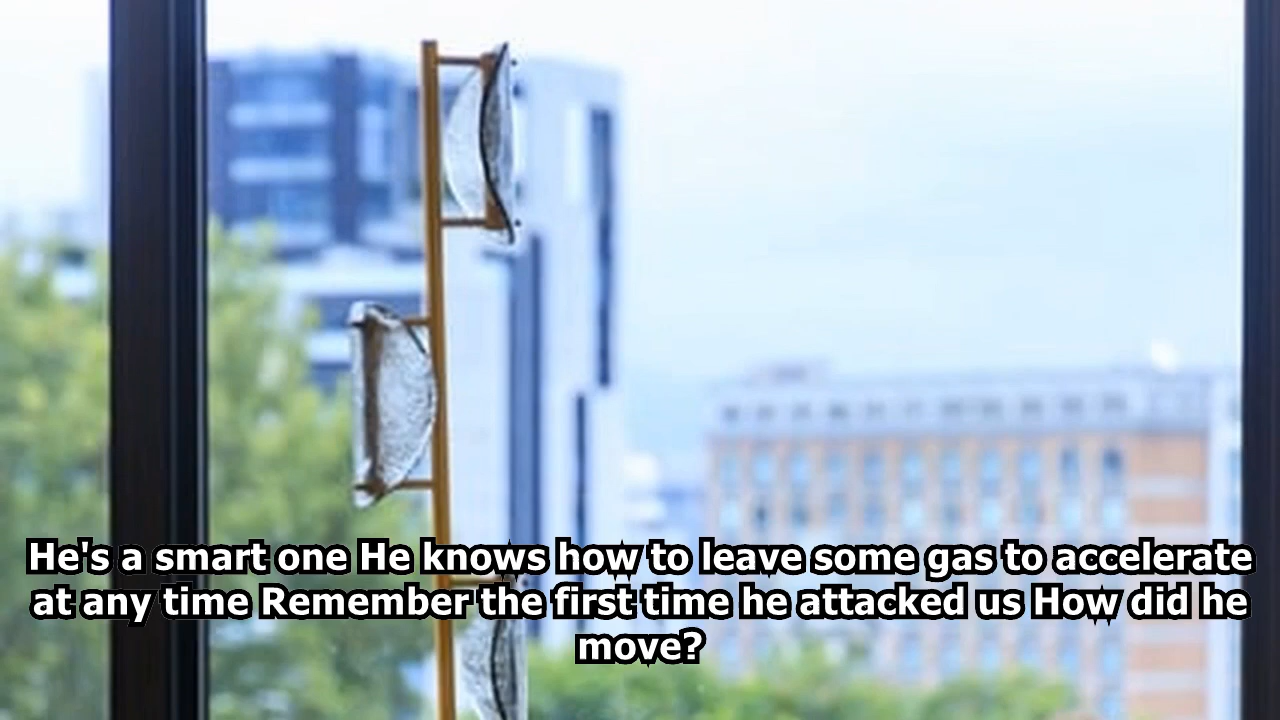 He's a smart one He knows how to leave some gas to accelerate
at any time Remember the first time he attacked us How did he
move?